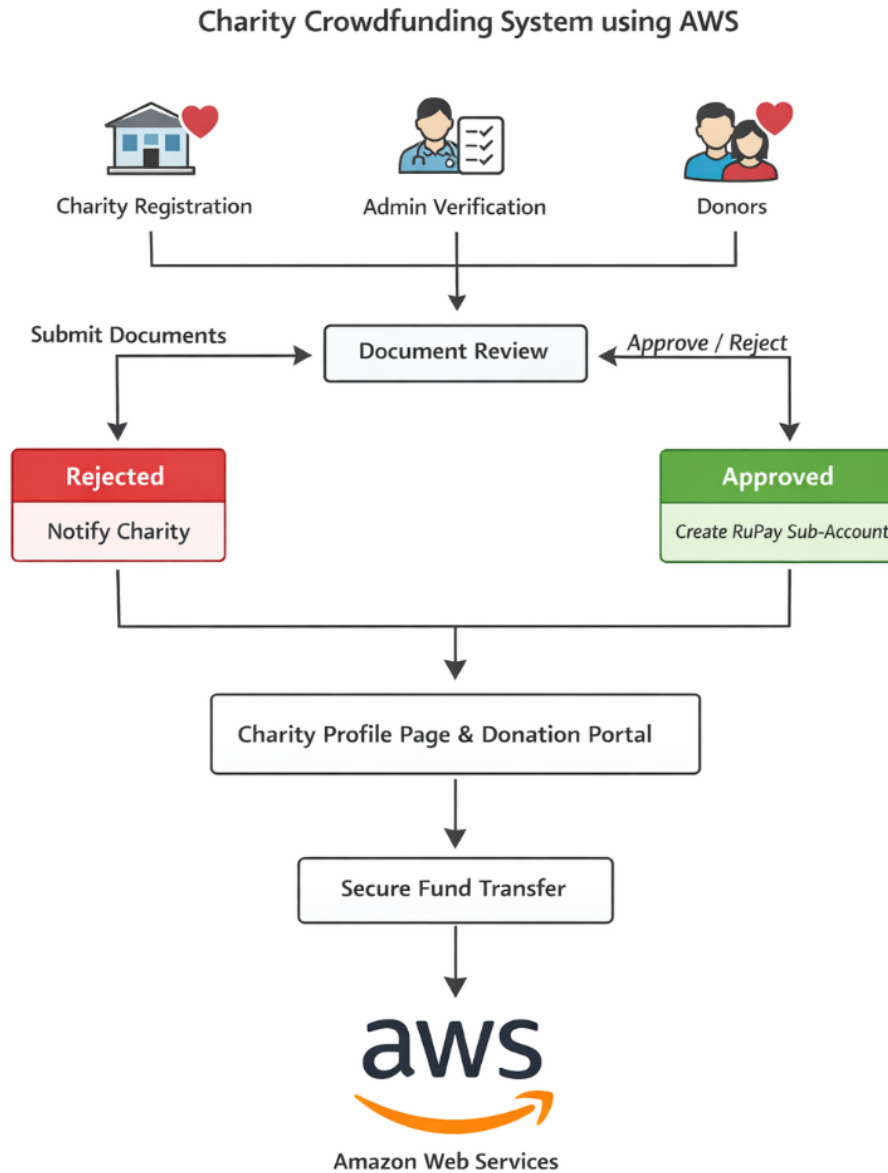 Charity Crowdfunding System using AWS
Charity Registration
Admin Verification
Donors
Submit Documents
Document Review
Approve / Reject
Rejected
Notify Charity
Approved
Create RuPay Sub-Account
Charity Profile Page & Donation Portal
Secure Fund Transfer
aws
Amazon Web Services